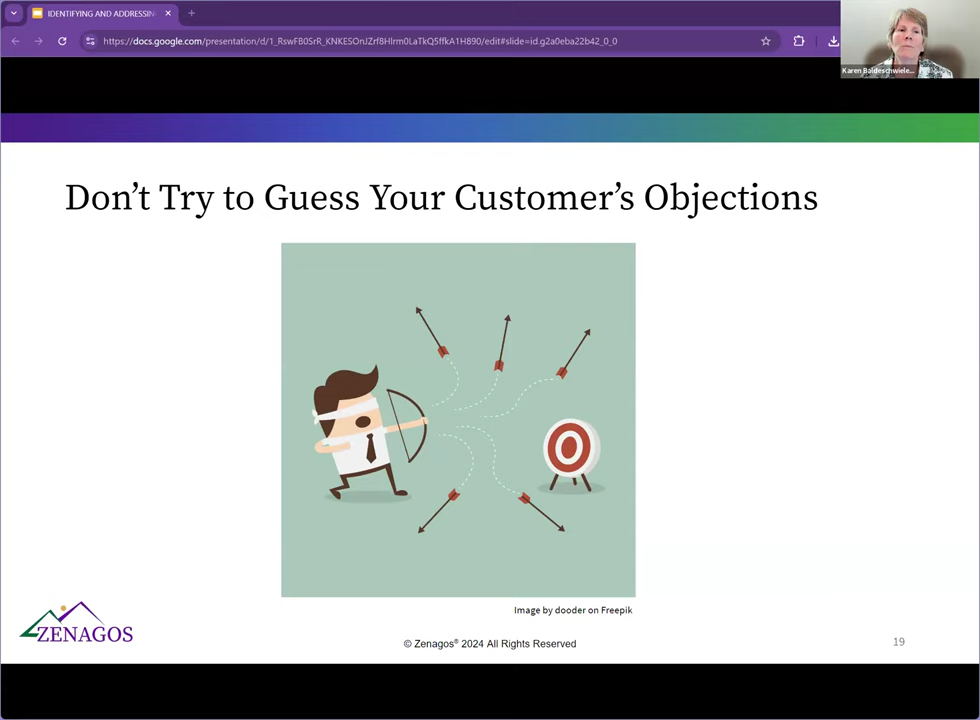 IDENTIFYING AND ADDRESSIN
https://docs.google.com/presentation/d/1_RswFB0SrR_KNKESOnJZrf8Hlrm0LaTkQ5ffkA1H890/edit#slide=id.g2a0eba22b42_0_0
Karen Baldeschwiele...
Don't Try to Guess Your Customer's Objections
Image by dooder on Freepik
ZENAGOS
© Zenagos® 2024 All Rights Reserved
19